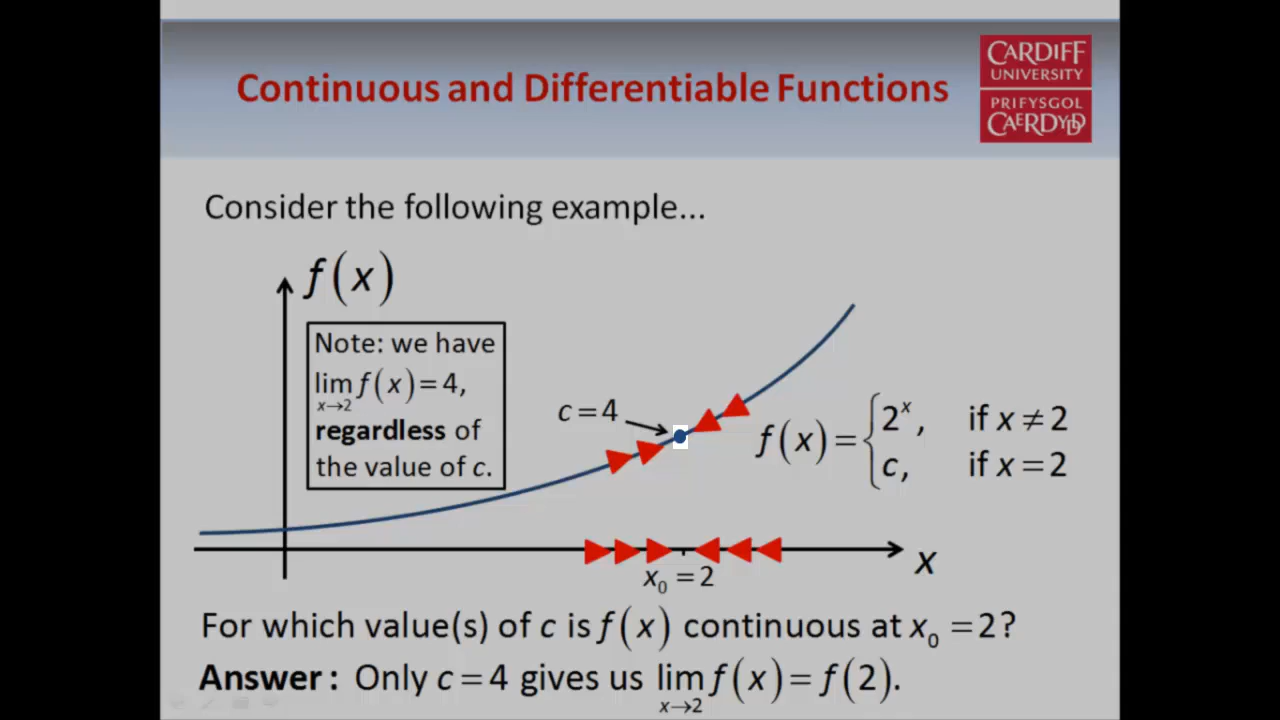 Continuous and Differentiable Functions
CARDIFF
UNIVERSITY
PRIFYSGOL
CAERDYDD
Consider the following example...
f(x)
Note: we have
lim f(x) = 4,
x→2
regardless of
the value of c.
c = 4
f(x) = { 2^x, if x ≠ 2
c, if x = 2
x
x₀ = 2
For which value(s) of c is f(x) continuous at x₀ = 2?
Answer : Only c = 4 gives us lim f(x) = f(2).
x→2